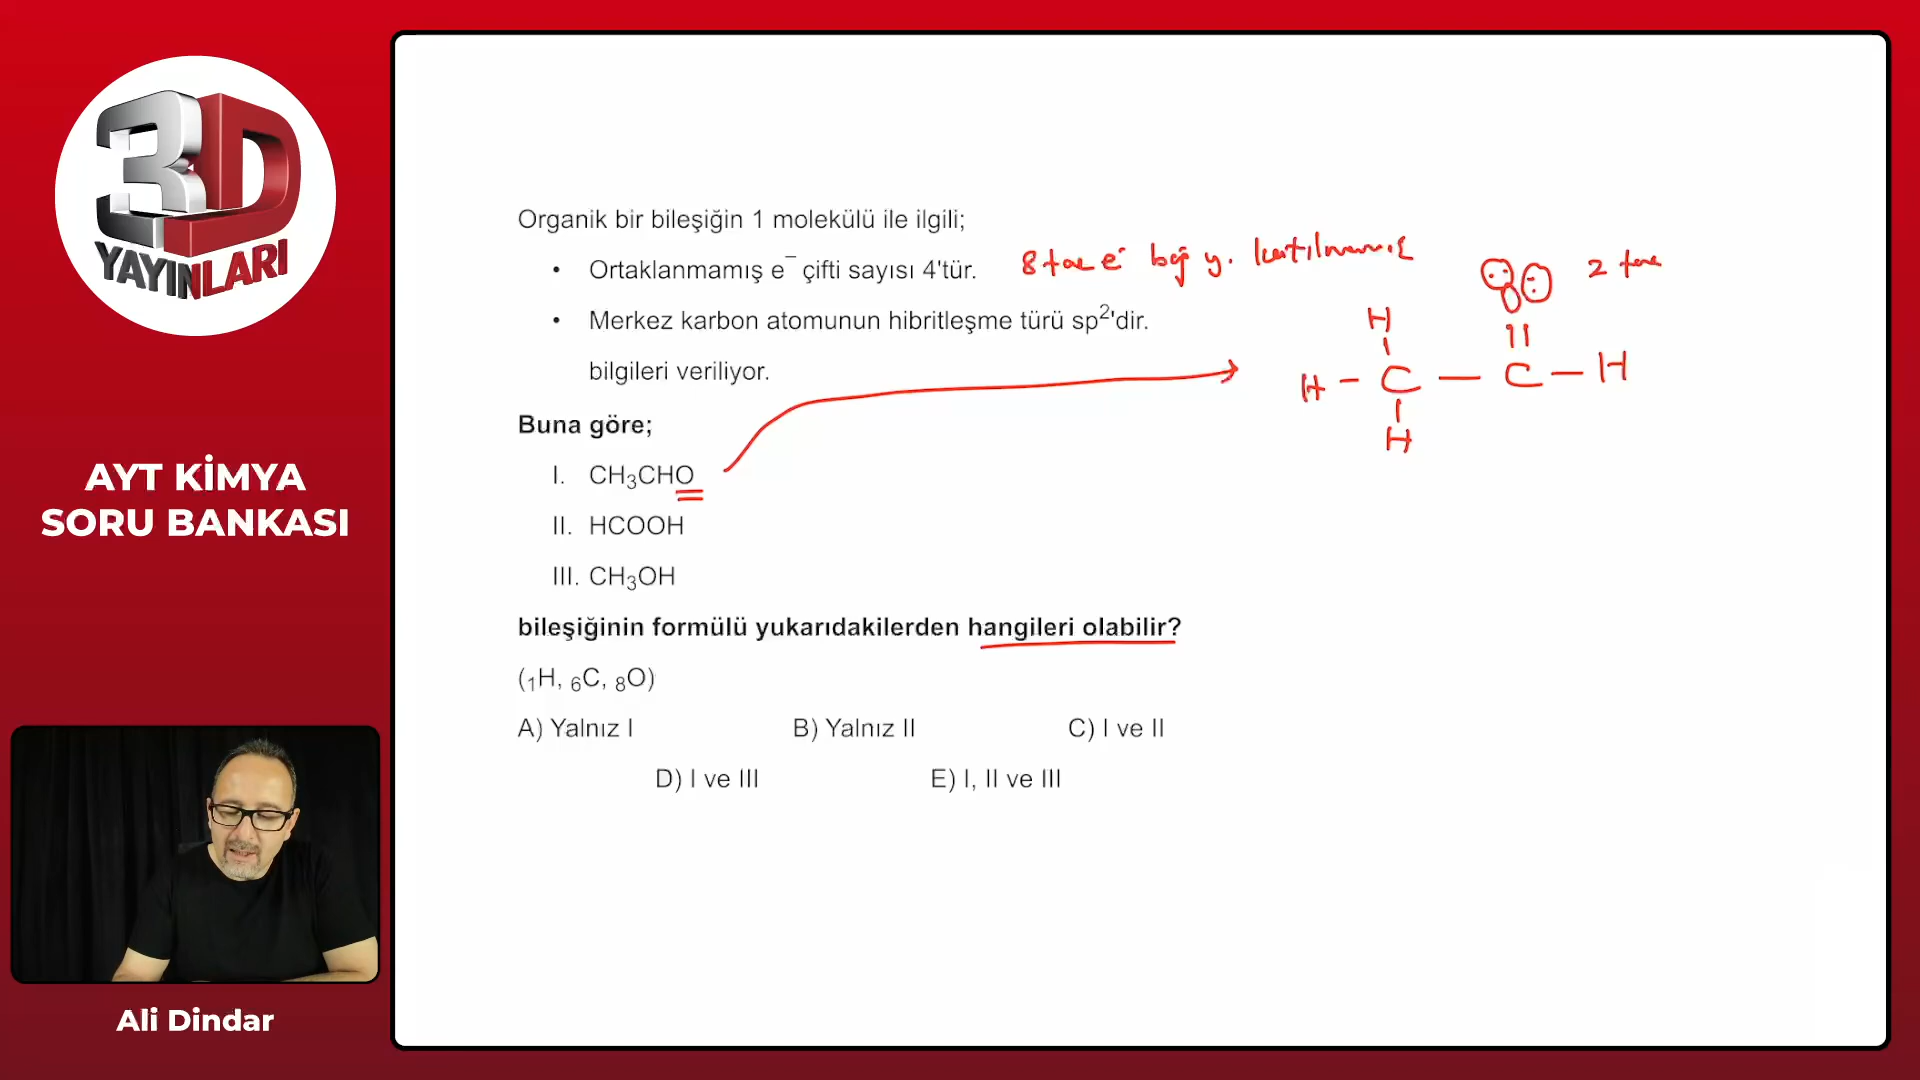 3D
YAYINLARI
AYT KİMYA
SORU BANKASI
Ali Dindar
Organik bir bileşiğin 1 molekülü ile ilgili;
• Ortaklanmamış e⁻ çifti sayısı 4'tür.
8 tane e⁻ bağ y. katılmamış
2 tane
• Merkez karbon atomunun hibritleşme türü sp²'dir.
bilgileri veriliyor.
O
H
||
H – C — C – H
H
Buna göre;
I. CH₃CHO
II. HCOOH
III. CH₃OH
bileşiğinin formülü yukarıdakilerden hangileri olabilir?
(₁H, ₆C, ₈O)
A) Yalnız I B) Yalnız II C) I ve II
D) I ve III E) I, II ve III